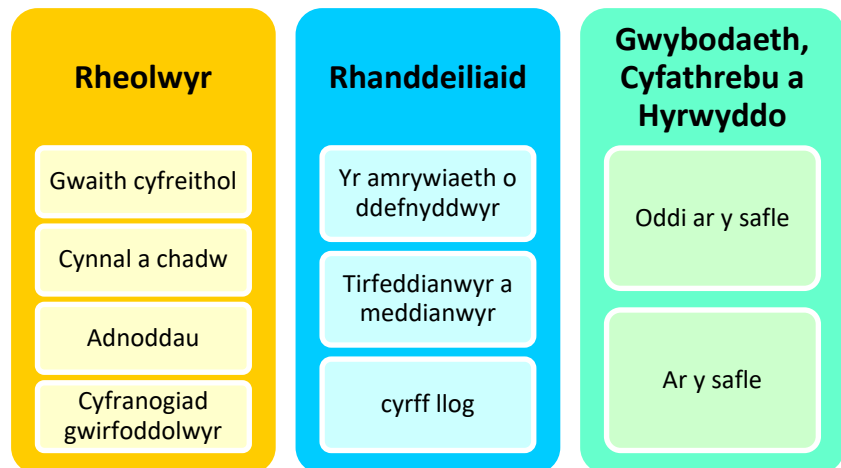 Rheolwyr
Gwaith cyfreithol
Cynnal a chadw
Adnoddau
Cyfranogiad
gwirfoddolwyr
Rhanddeiliaid
Yr amrywiaeth o
ddefnyddwyr
Tirfeddianwyr a
meddianwyr
cyrff llog
Gwybodaeth,
Cyfathrebu a
Hyrwyddo
Oddi ar y safle
Ar y safle